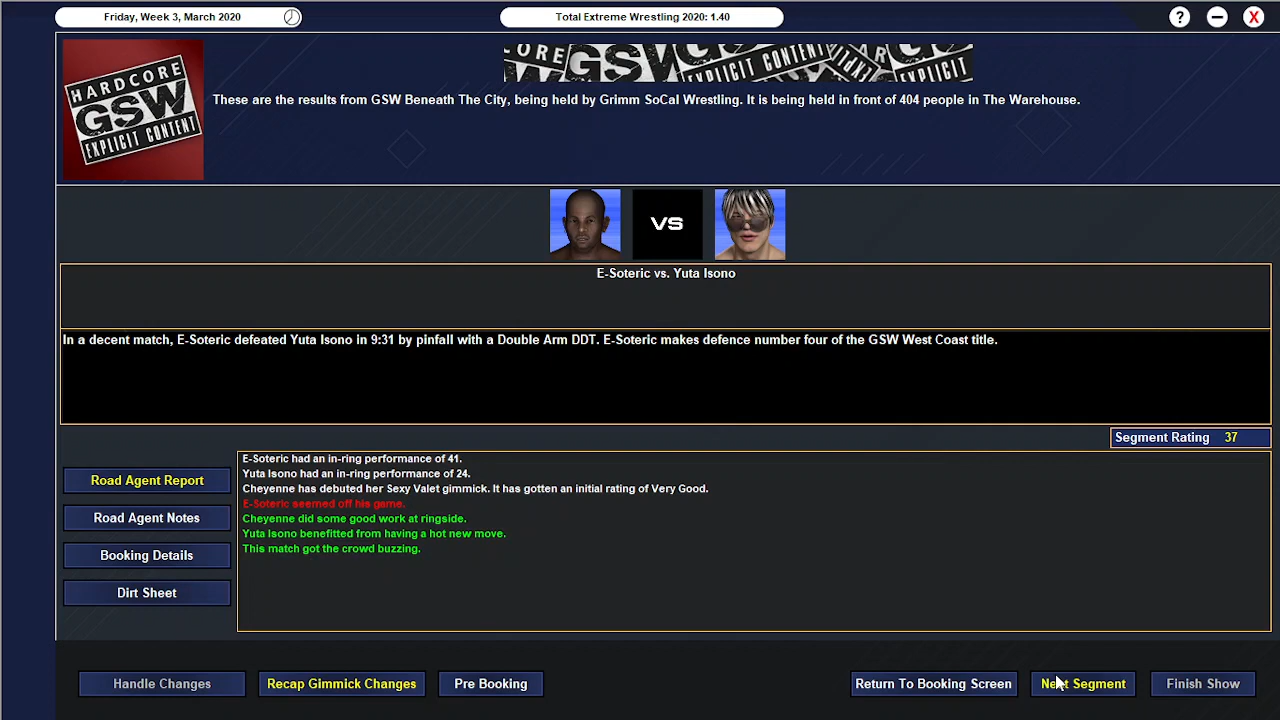 Friday, Week 3, March 2020
Total Extreme Wrestling 2020: 1.40
?
X
HARDCORE
GSW
EXPLICIT CONTENT
EXPLICIT CONTENT
EXPLICIT
These are the results from GSW Beneath The City, being held by Grimm SoCal Wrestling. It is being held in front of 404 people in The Warehouse.
VS
E-Soteric vs. Yuta Isono
In a decent match, E-Soteric defeated Yuta Isono in 9:31 by pinfall with a Double Arm DDT. E-Soteric makes defence number four of the GSW West Coast title.
Segment Rating 37
E-Soteric had an in-ring performance of 41.
Yuta Isono had an in-ring performance of 24.
Cheyenne has debuted her Sexy Valet gimmick. It has gotten an initial rating of Very Good.
E-Soteric seemed off his game.
Cheyenne did some good work at ringside.
Yuta Isono benefitted from having a hot new move.
This match got the crowd buzzing.
Road Agent Report
Road Agent Notes
Booking Details
Dirt Sheet
Handle Changes
Recap Gimmick Changes
Pre Booking
Return To Booking Screen
Next Segment
Finish Show